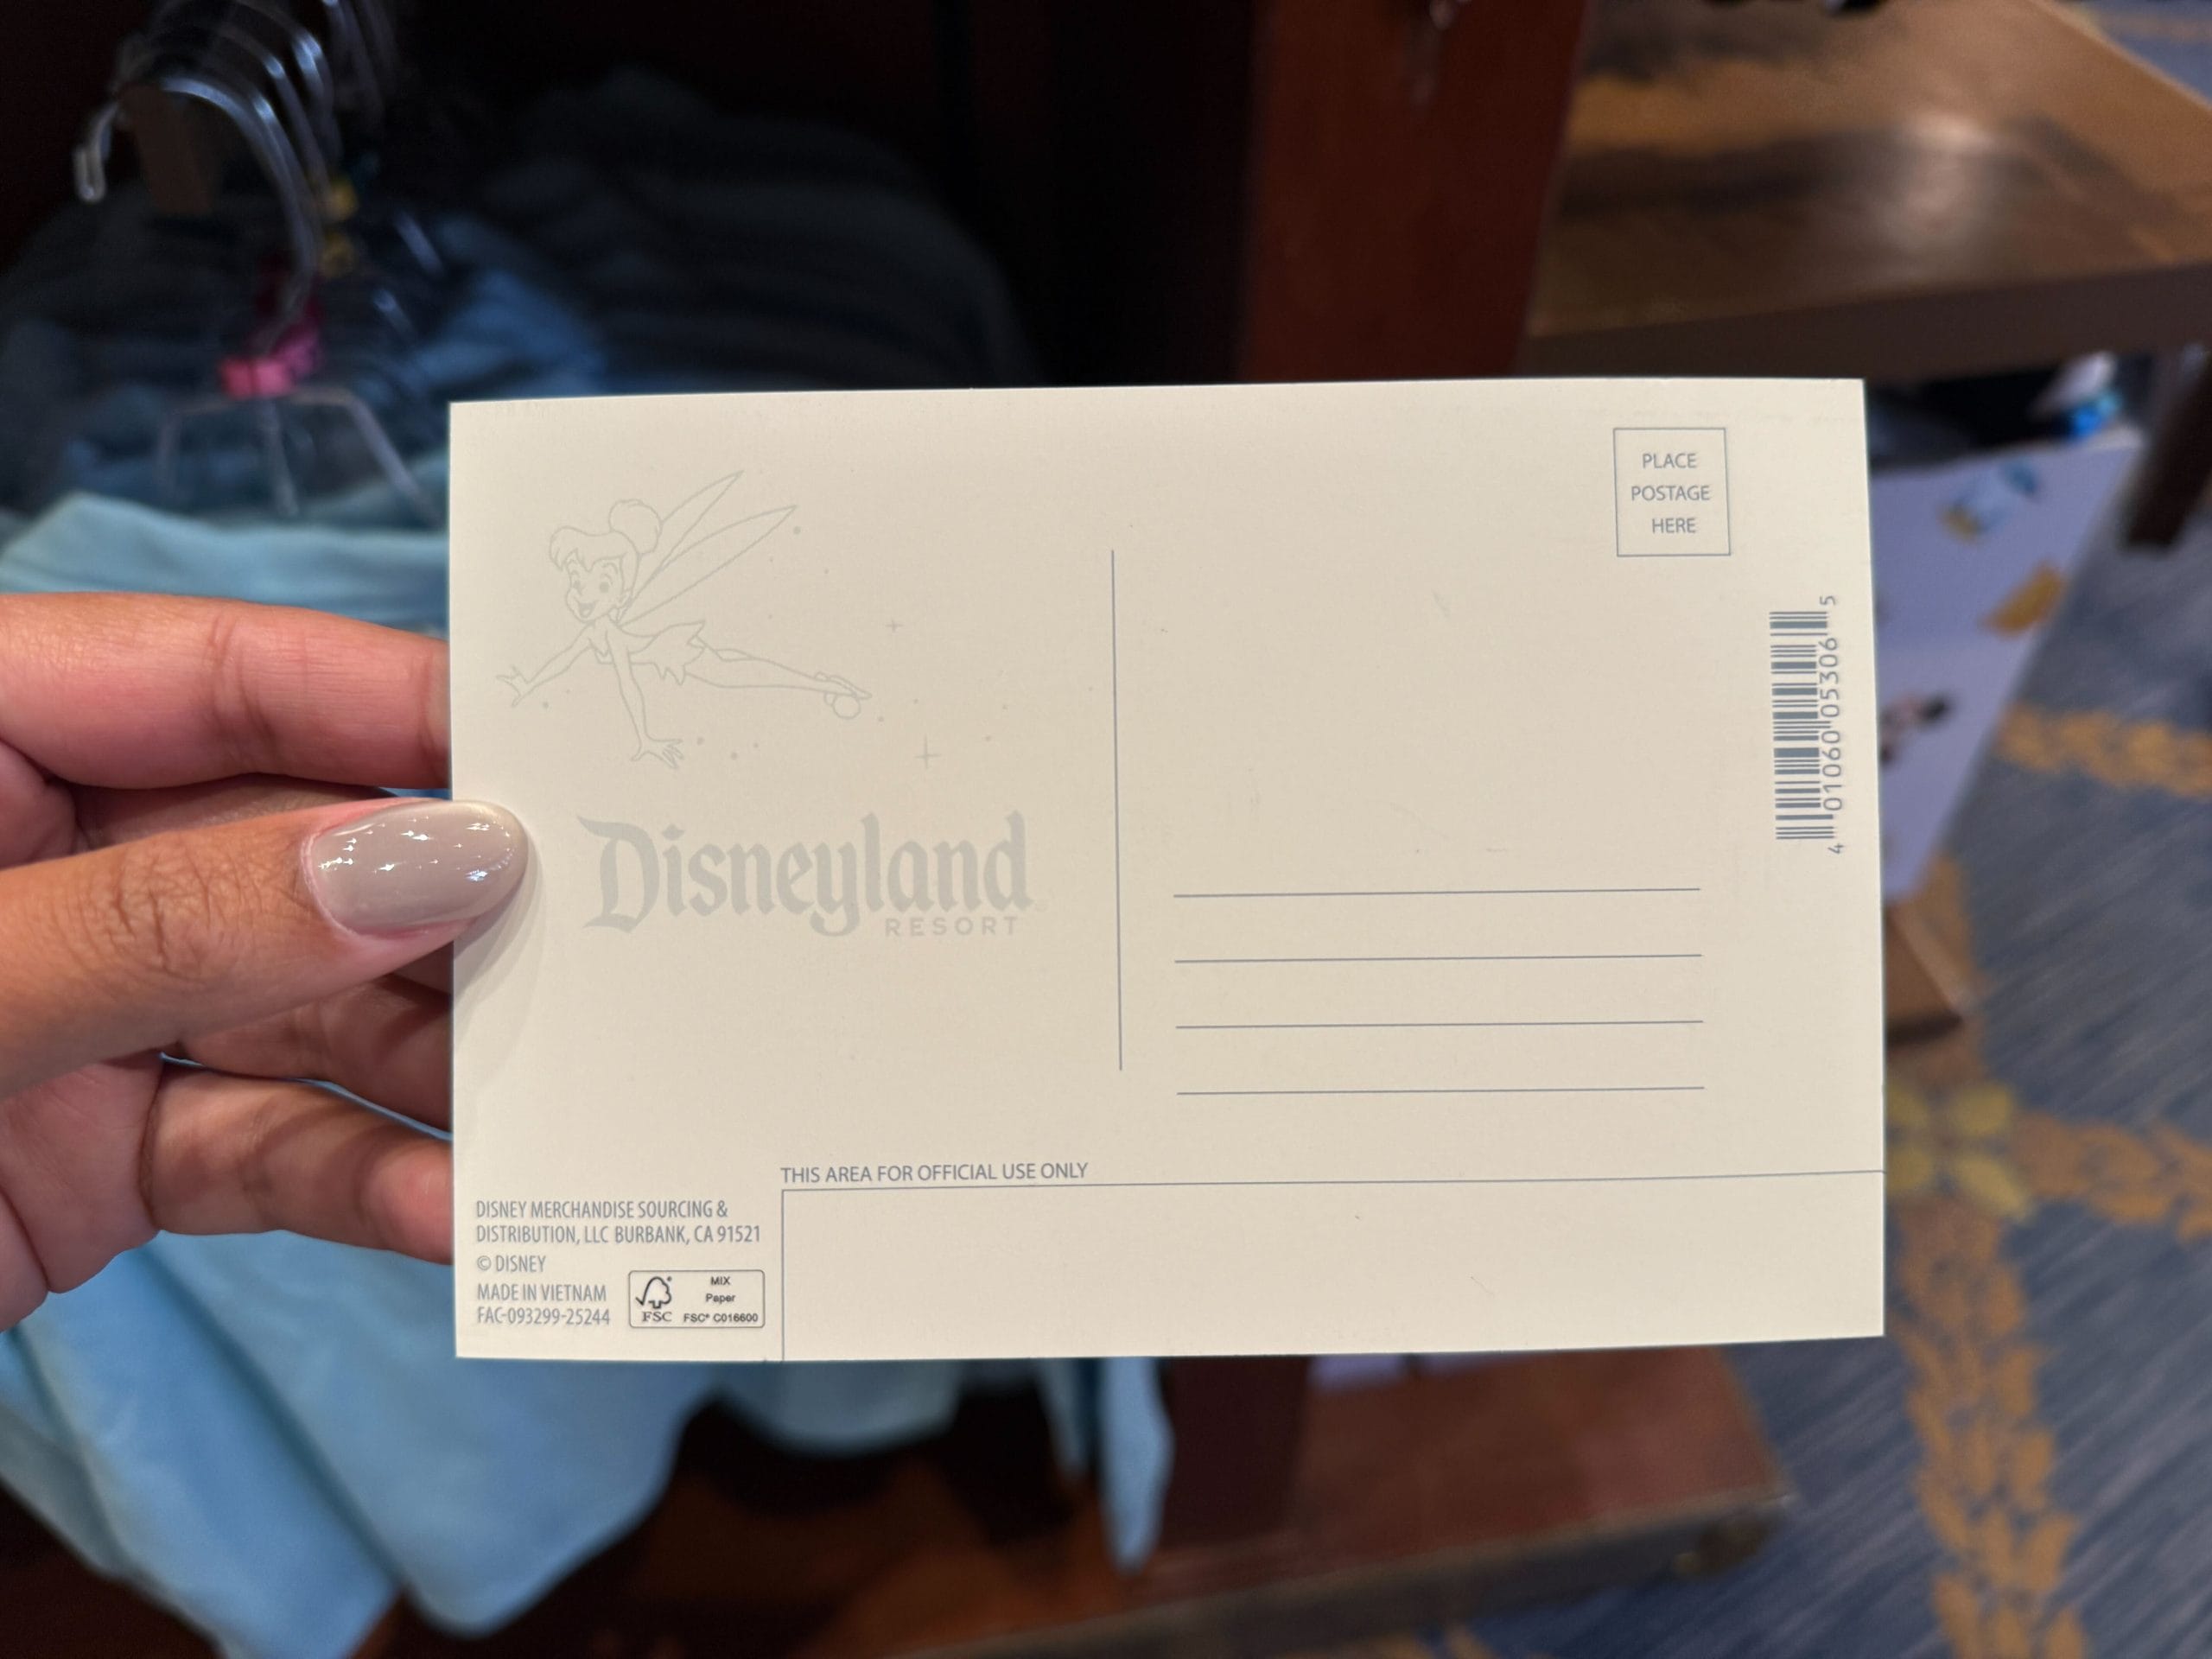 PLACE
POSTAGE
HERE
Disneyland
RESORT
4 01060 05306 5
THIS AREA FOR OFFICIAL USE ONLY
DISNEY MERCHANDISE SOURCING &
DISTRIBUTION, LLC BURBANK, CA 91521
© DISNEY
MADE IN VIETNAM
FAC-093299-25244
MIX
Paper
FSC
FSC® C016600